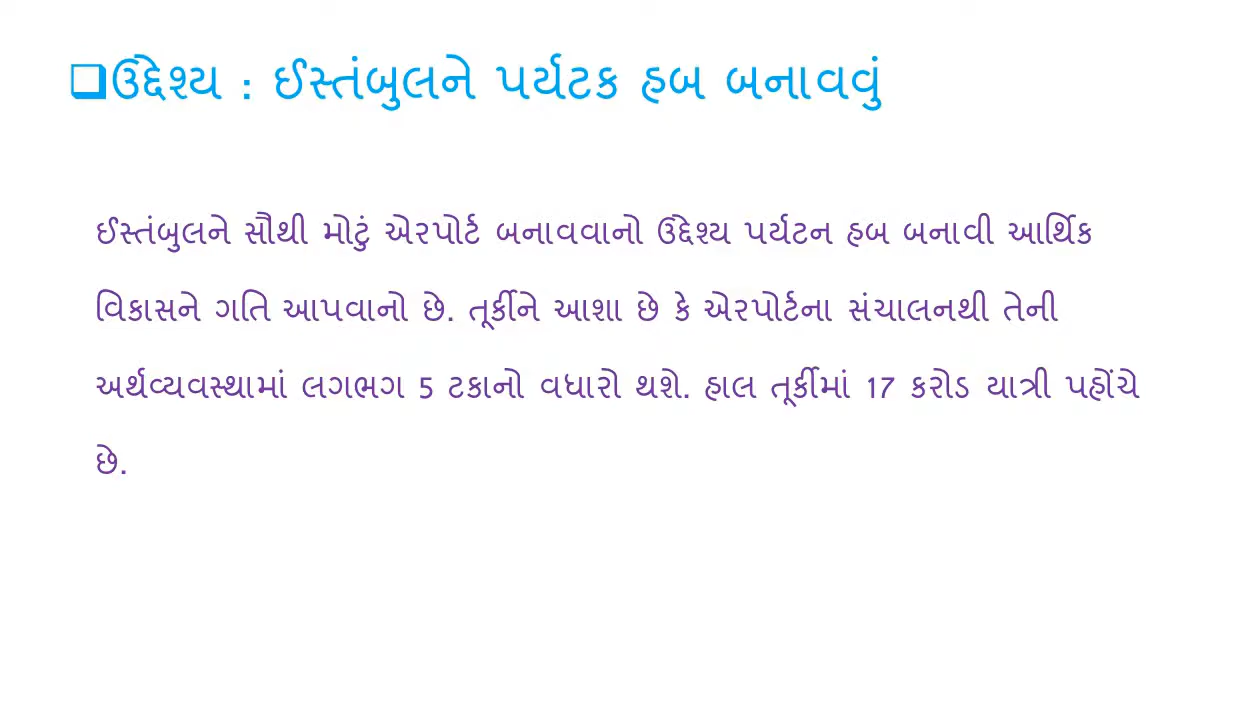 ❑ઉદ્દેશ્ય : ઈસ્તંબુલને પર્યટક હબ બનાવવું
ઈસ્તંબુલને સૌથી મોટું એરપોર્ટ બનાવવાનો ઉદ્દેશ્ય પર્યટન હબ બનાવી આર્થિક
વિકાસને ગતિ આપવાનો છે. તૂર્કીને આશા છે કે એરપોર્ટના સંચાલનથી તેની
અર્થવ્યવસ્થામાં લગભગ 5 ટકાનો વધારો થશે. હાલ તૂર્કીમાં 17 કરોડ યાત્રી પહોંચે
છે.